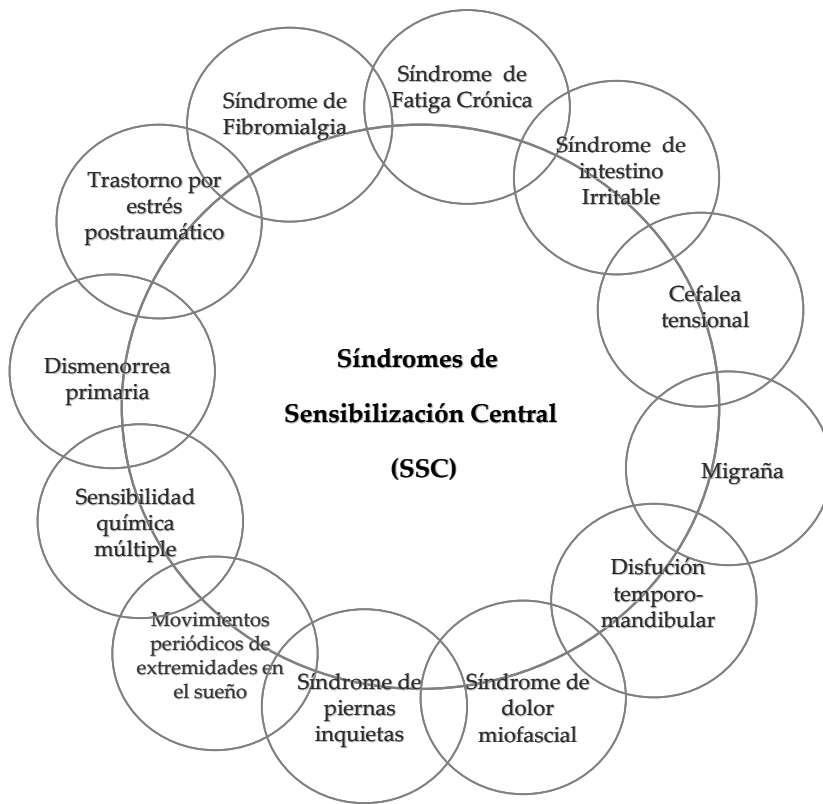 Síndrome de
Fibromialgia
Síndrome de
Fatiga Crónica
Síndrome de
intestino
Irritable
Cefalea
tensional
Migraña
Disfución
temporo-
mandibular
Síndrome de
dolor
miofascial
Síndrome de
piernas
inquietas
Movimientos
periódicos de
extremidades en
el sueño
Sensibilidad
química
múltiple
Dismenorrea
primaria
Trastorno por
estrés
postraumático
Síndromes de
Sensibilización Central
(SSC)